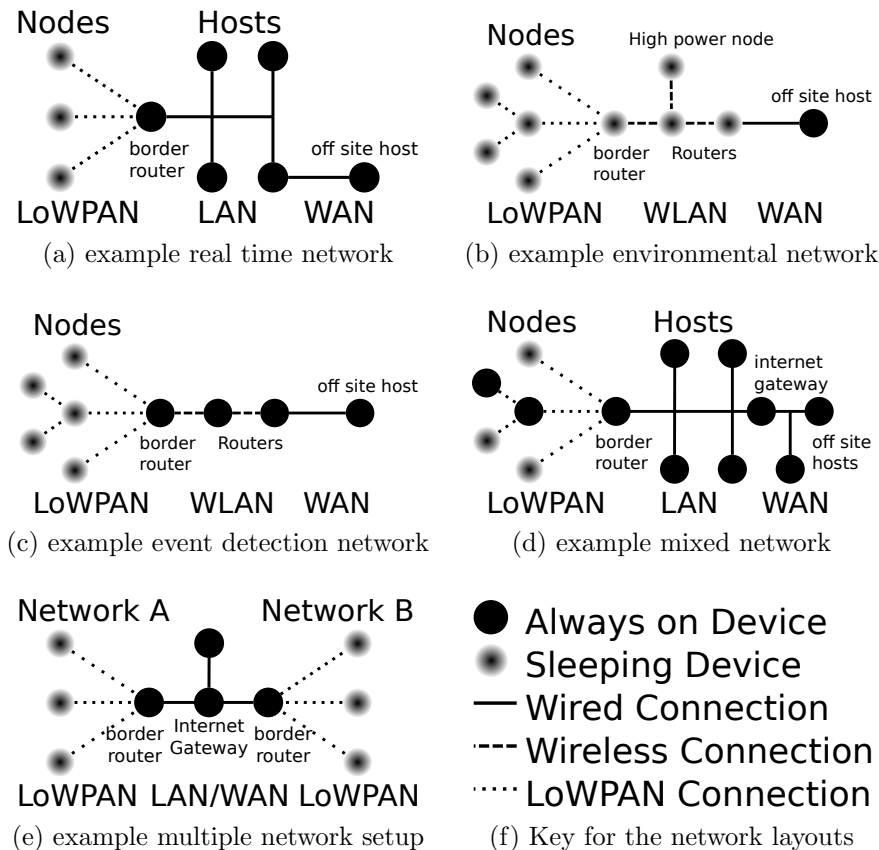 Nodes Hosts
border
router
off site host
LoWPAN LAN WAN
(a) example real time network
Nodes
High power node
off site host
border
router
Routers
LoWPAN WLAN WAN
(b) example environmental network
Nodes
off site host
border
router
Routers
LoWPAN WLAN WAN
(c) example event detection network
Nodes Hosts
internet
gateway
border
router
off site
hosts
LoWPAN LAN WAN
(d) example mixed network
Network A Network B
border
router
Internet
Gateway
border
router
LoWPAN LAN/WAN LoWPAN
(e) example multiple network setup
Always on Device
Sleeping Device
Wired Connection
Wireless Connection
LoWPAN Connection
(f) Key for the network layouts